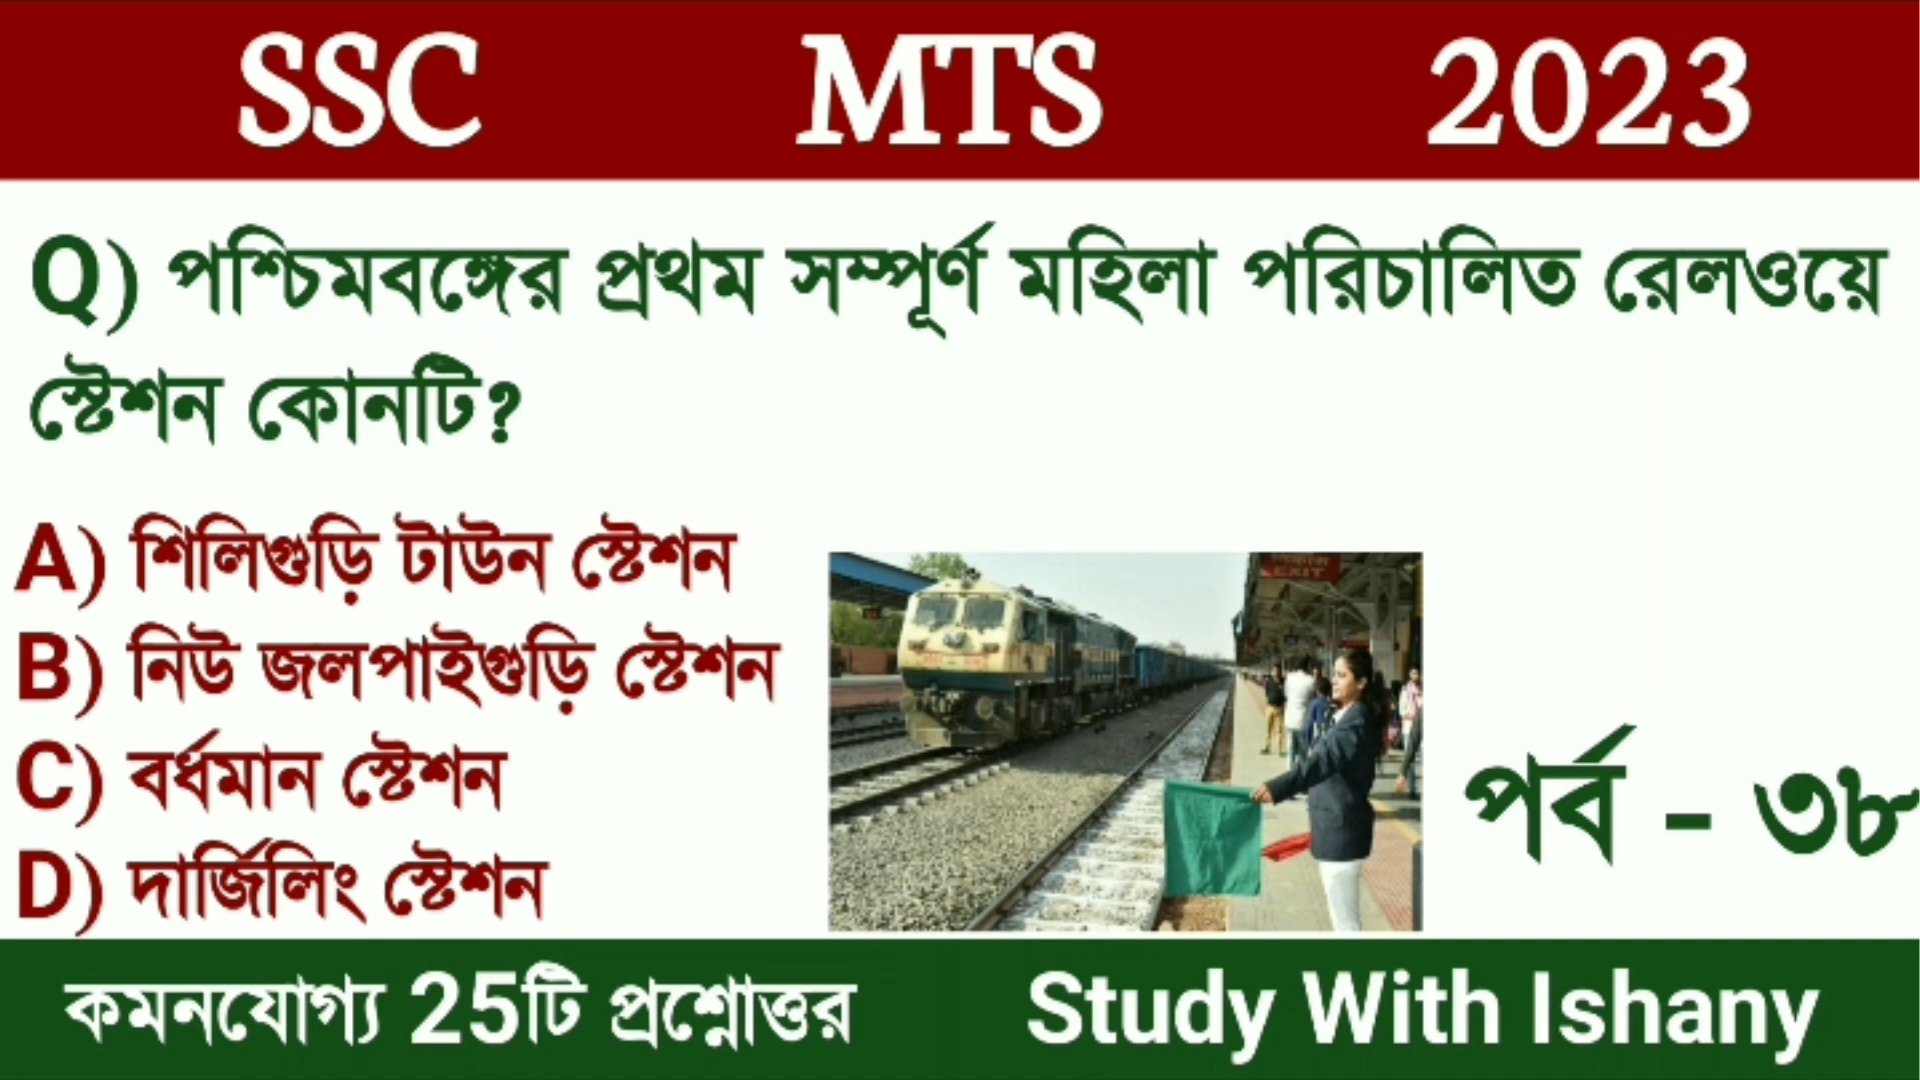 SSC MTS 2023
Q) পশ্চিমবঙ্গের প্রথম সম্পূর্ণ মহিলা পরিচালিত রেলওয়ে
স্টেশন কোনটি?
A) শিলিগুড়ি টাউন স্টেশন
B) নিউ জলপাইগুড়ি স্টেশন
C) বর্ধমান স্টেশন
D) দার্জিলিং স্টেশন
EXIT
পর্ব - ৩৮
কমনযোগ্য 25টি প্রশ্নোত্তর Study With Ishany